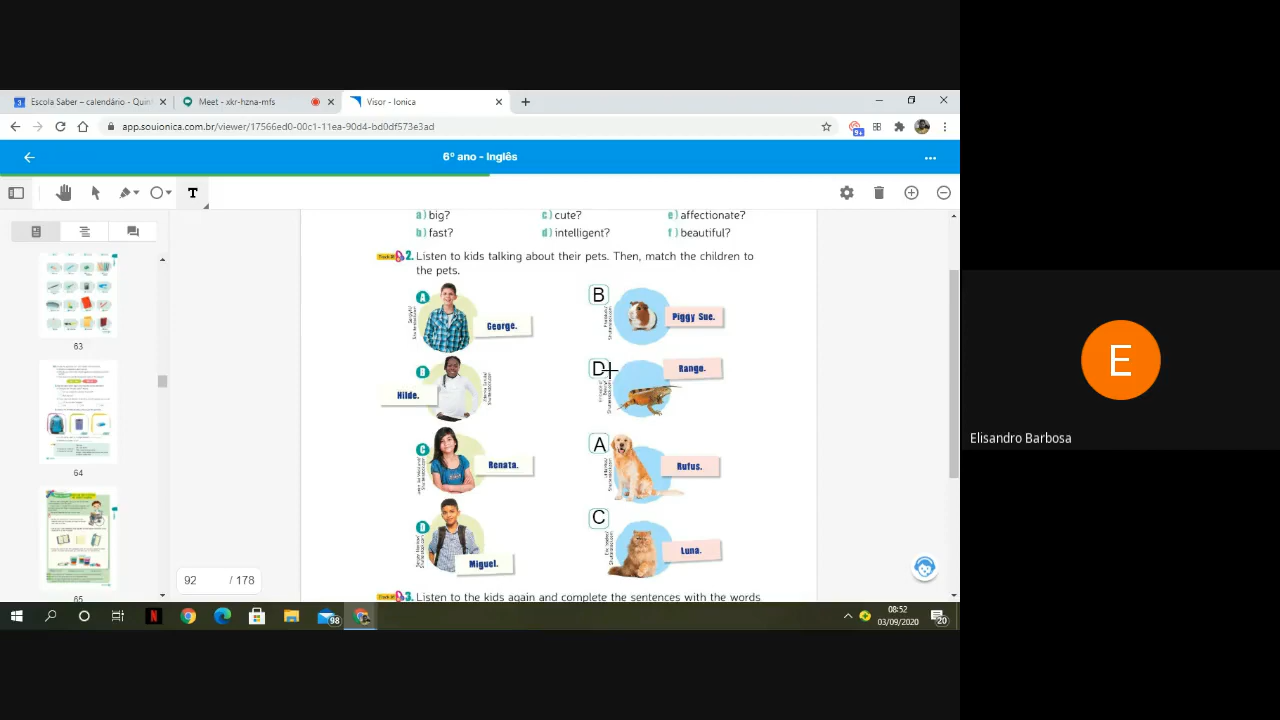 Escola Saber – calendário - Quin
Meet - xkr-hzna-mfs
Visor - Ionica
app.souionica.com.br/viewer/17566ed0-00c1-11ea-90d4-bd0df573e3ad
9+
6º ano - Inglês
T
a) big?
c) cute?
e) affectionate?
b) fast?
d) intelligent?
f) beautiful?
2. Listen to kids talking about their pets. Then, match the children to
the pets.
A
George.
B
Piggy Sue.
Hilde.
D
Rango.
C
Renata.
A
Rufus.
D
Miguel.
C
Luna.
3. Listen to the kids again and complete the sentences with the words
63
64
65
92 / 178
98
08:52
03/09/2020
20
E
Elisandro Barbosa